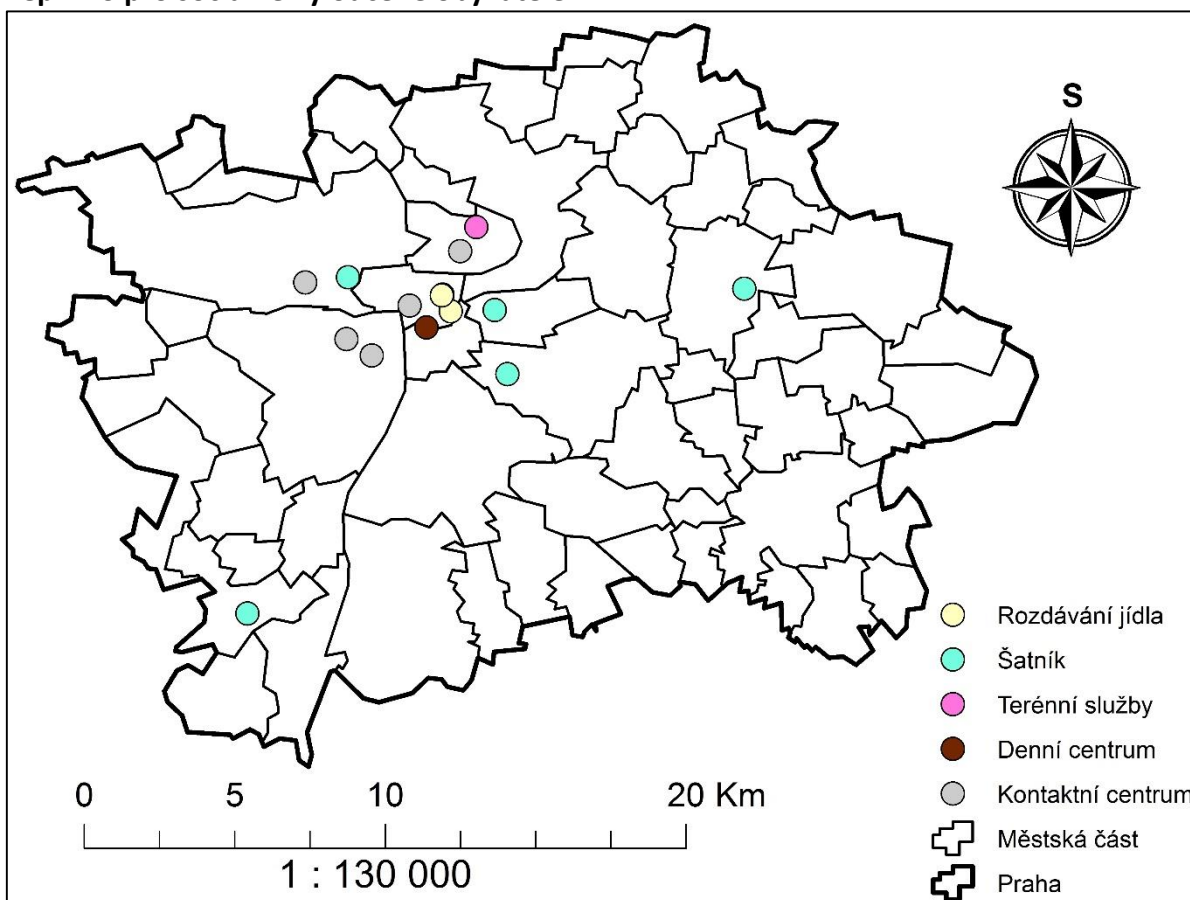 S
Rozdávání jídla
Šatník
Terénní služby
Denní centrum
Kontaktní centrum
Městská část
Praha
0 5 10 20 Km
1 : 130 000